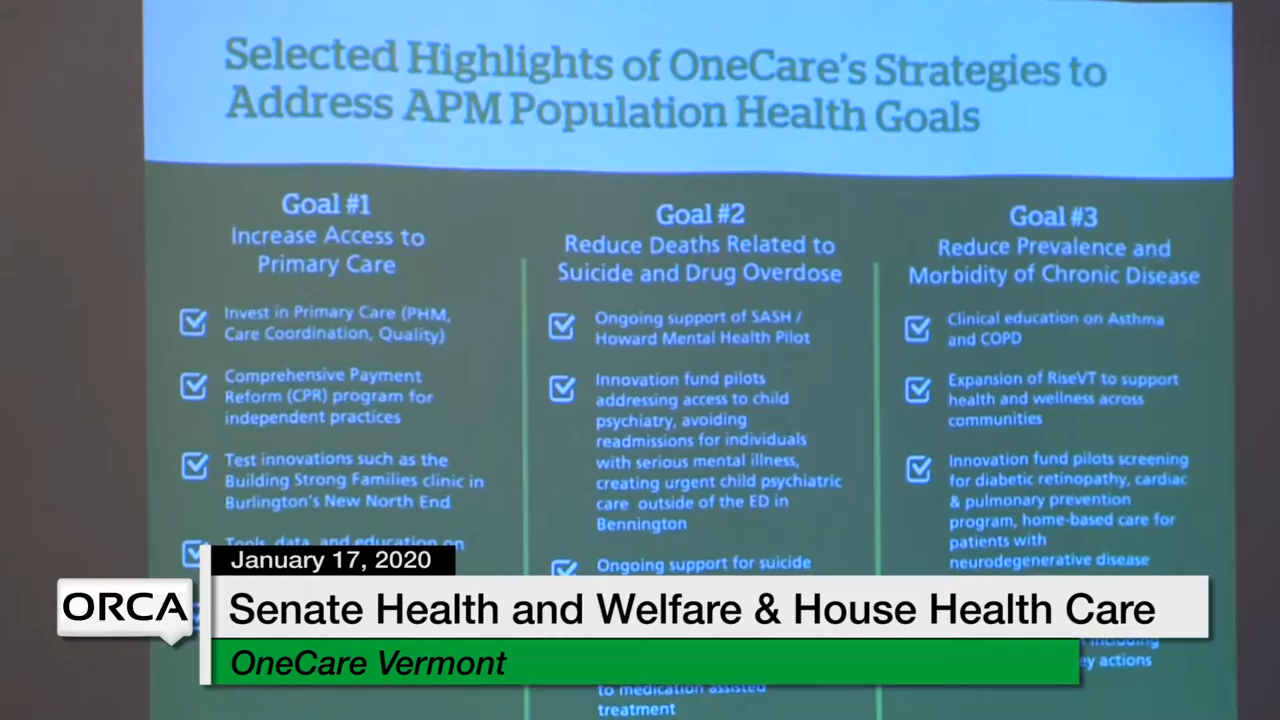 Selected Highlights of OneCare's Strategies to
Address APM Population Health Goals
Goal #1
Increase Access to
Primary Care
Invest in Primary Care (PHM,
Care Coordination, Quality)
Comprehensive Payment
Reform (CPR) program for
independent practices
Test innovations such as the
Building Strong Families clinic in
Burlington's New North End
Tools, data, and education on
Goal #2
Reduce Deaths Related to
Suicide and Drug Overdose
Ongoing support of SASH /
Howard Mental Health Pilot
Innovation fund pilots
addressing access to child
psychiatry, avoiding
readmissions for individuals
with serious mental illness,
creating urgent child psychiatric
care outside of the ED in
Bennington
Ongoing support for suicide
to medication assisted
treatment
Goal #3
Reduce Prevalence and
Morbidity of Chronic Disease
Clinical education on Asthma
and COPD
Expansion of RiseVT to support
health and wellness across
communities
Innovation fund pilots screening
for diabetic retinopathy, cardiac
& pulmonary prevention
program, home-based care for
patients with
neurodegenerative disease
including
actions
January 17, 2020
ORCA
Senate Health and Welfare & House Health Care
OneCare Vermont